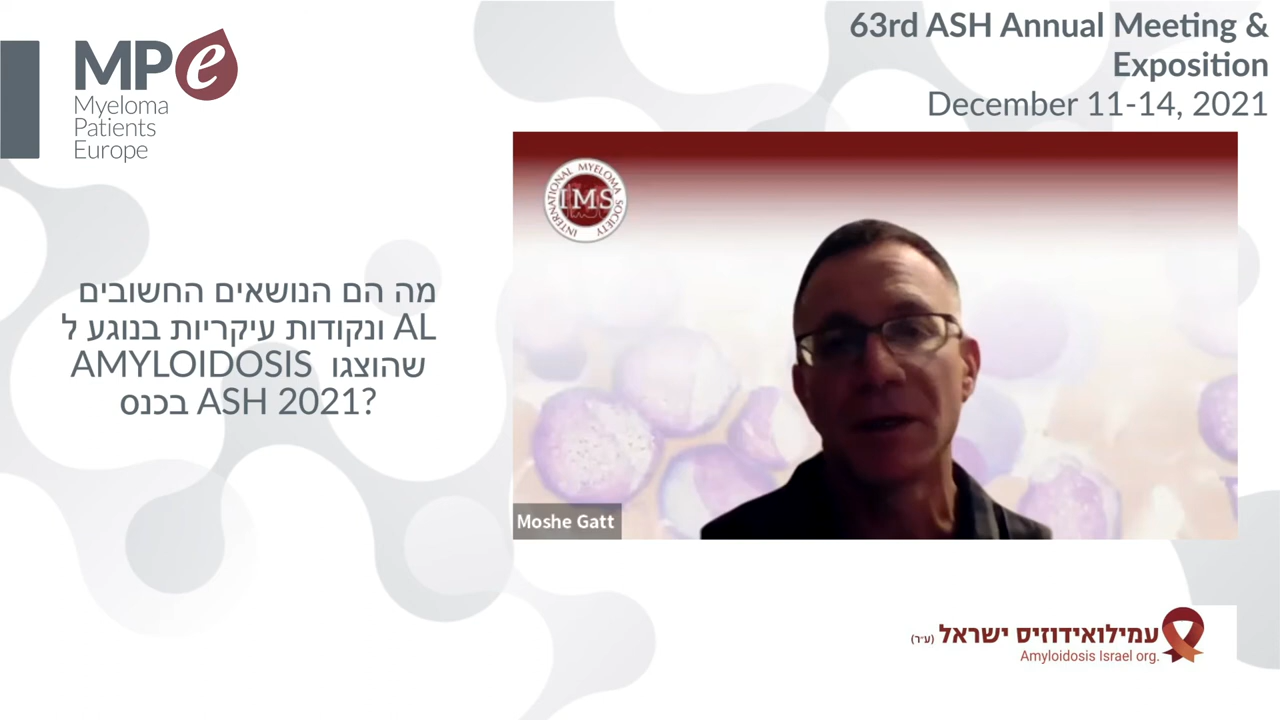 MPe
Myeloma
Patients
Europe
63rd ASH Annual Meeting &
Exposition
December 11-14, 2021
INTERNATIONAL MYELOMA SOCIETY
IMS
מה הם הנושאים החשובים
ונקודות עיקריות בנוגע ל AL
AMYLOIDOSIS שהוצגו
בכנס ASH 2021?
Moshe Gatt
עמילואידוזיס ישראל (ע״ר)
Amyloidosis Israel org.